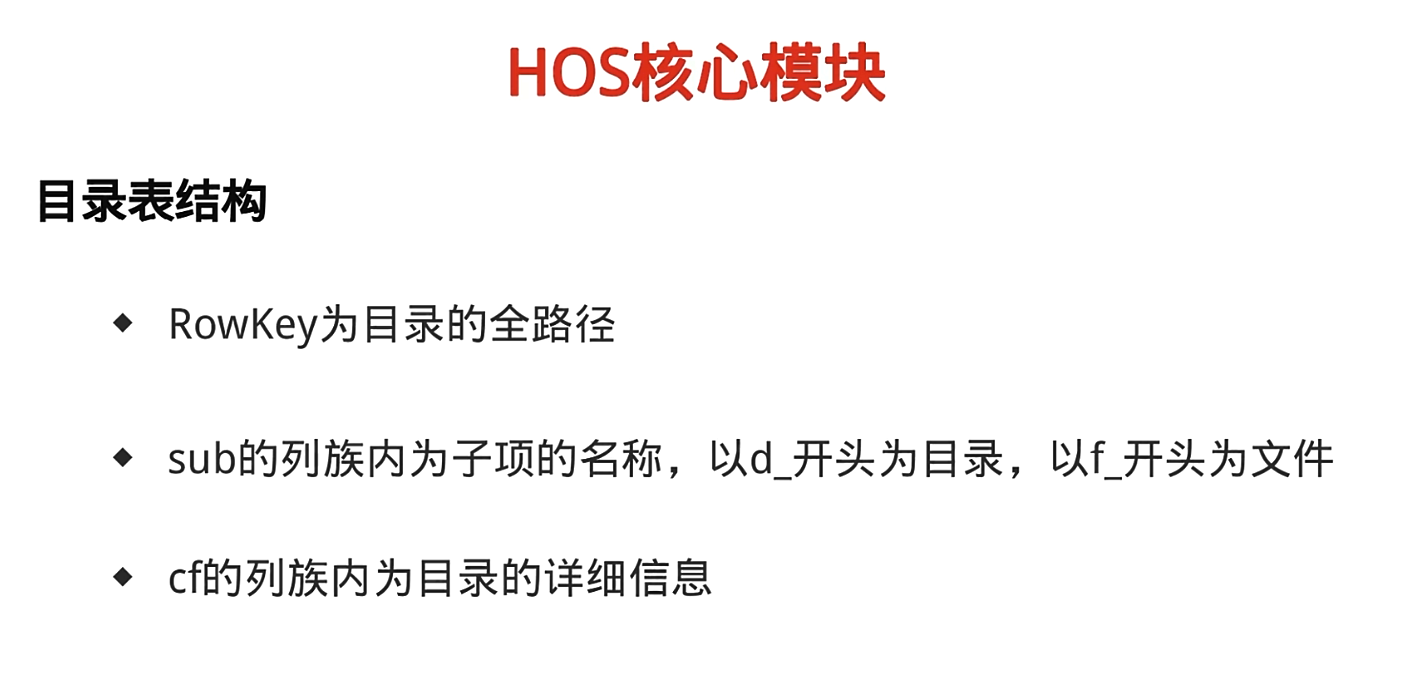 HOS核心模块
目录表结构
◆ RowKey为目录的全路径
◆ sub的列族内为子项的名称，以d_开头为目录，以f_开头为文件
◆ cf的列族内为目录的详细信息